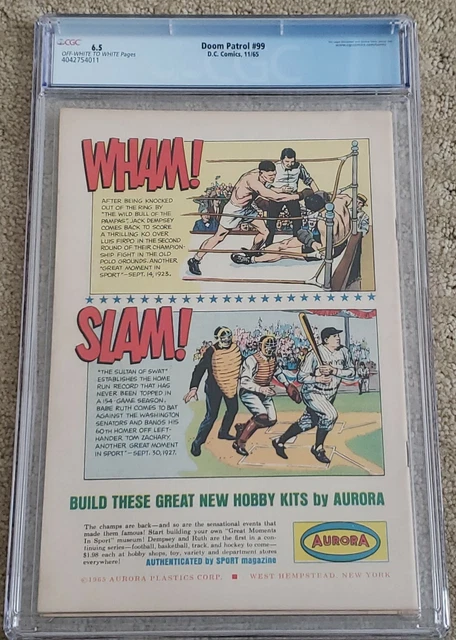 CGC
6.5
OFF-WHITE TO WHITE Pages
4042754011
Doom Patrol #99
D.C. Comics, 11/65
WHAM!
AFTER BEING KNOCKED
OUT OF THE RING BY
"THE WILD BULL OF THE
PAMPAS", JACK DEMPSEY
COMES BACK TO SCORE
A THRILLING KO OVER
LUIS FIRPO IN THE SECOND
ROUND OF THEIR CHAMPION-
SHIP FIGHT IN THE OLD
POLO GROUNDS. ANOTHER
"GREAT MOMENT IN
SPORT"—SEPT. 14, 1923.
SLAM!
"THE SULTAN OF SWAT"
ESTABLISHES THE HOME
RUN RECORD THAT HAS
NEVER BEEN TOPPED IN
A 154-GAME SEASON.
BABE RUTH COMES TO BAT
AGAINST THE WASHINGTON
SENATORS AND BANGS HIS
60TH HOMER OFF LEFT-
HANDER TOM ZACHARY.
ANOTHER "GREAT MOMENT
IN SPORT"—SEPT. 30, 1927.
BUILD THESE GREAT NEW HOBBY KITS by AURORA
The champs are back—and so are the sensational events that
made them famous! Start building your own "Great Moments
In Sport" museum! Dempsey and Ruth are the first in a con-
tinuing series—football, basketball, track, and hockey to come—
$1.98 each at hobby shops, toy, variety and department stores
everywhere!
AUTHENTICATED by SPORT magazine
AURORA
©1965 AURORA PLASTICS CORP. ■ WEST HEMPSTEAD, NEW YORK